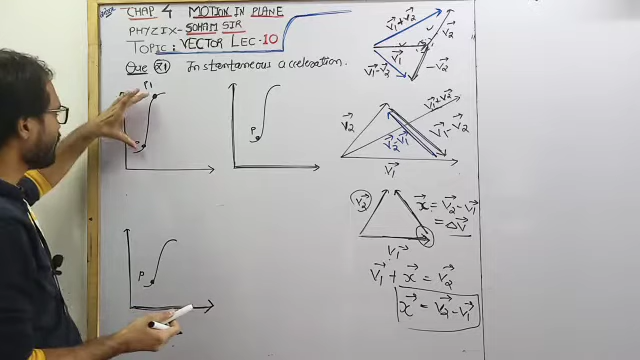 CHAP 4 MOTION IN PLANE
PHYZIX - SOHAM SIR
TOPIC : VECTOR LEC-10
Que 21 Instantaneous acceleration.
P1
P
P
V1+V2
V2
V1
V1-V2
-V2
V2
V1+V2
V2-V1
V1-V2
V1
V2
V1
x = V2-V1
= ΔV
V1 + x = V2
x = V2-V1